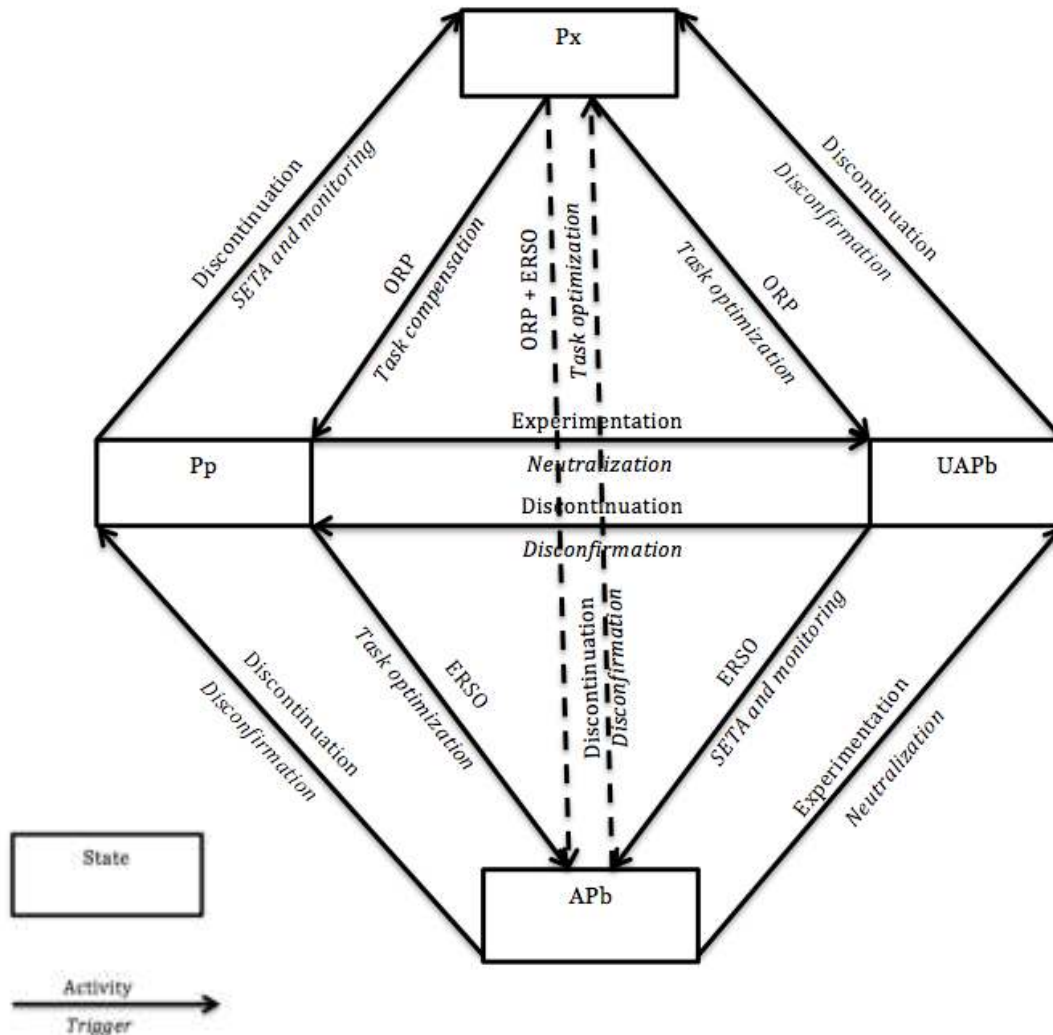 Px
Discontinuation
SETA and monitoring
ORP
Task compensation
ORP + ERSO
Task optimization
ORP
Task optimization
Discontinuation
Disconfirmation
Experimentation
Neutralization
Pp
UAPb
Discontinuation
Disconfirmation
Discontinuation
Disconfirmation
ERSO
Task optimization
Discontinuation
Disconfirmation
ERSO
SETA and monitoring
Experimentation
Neutralization
APb
State
Activity
Trigger